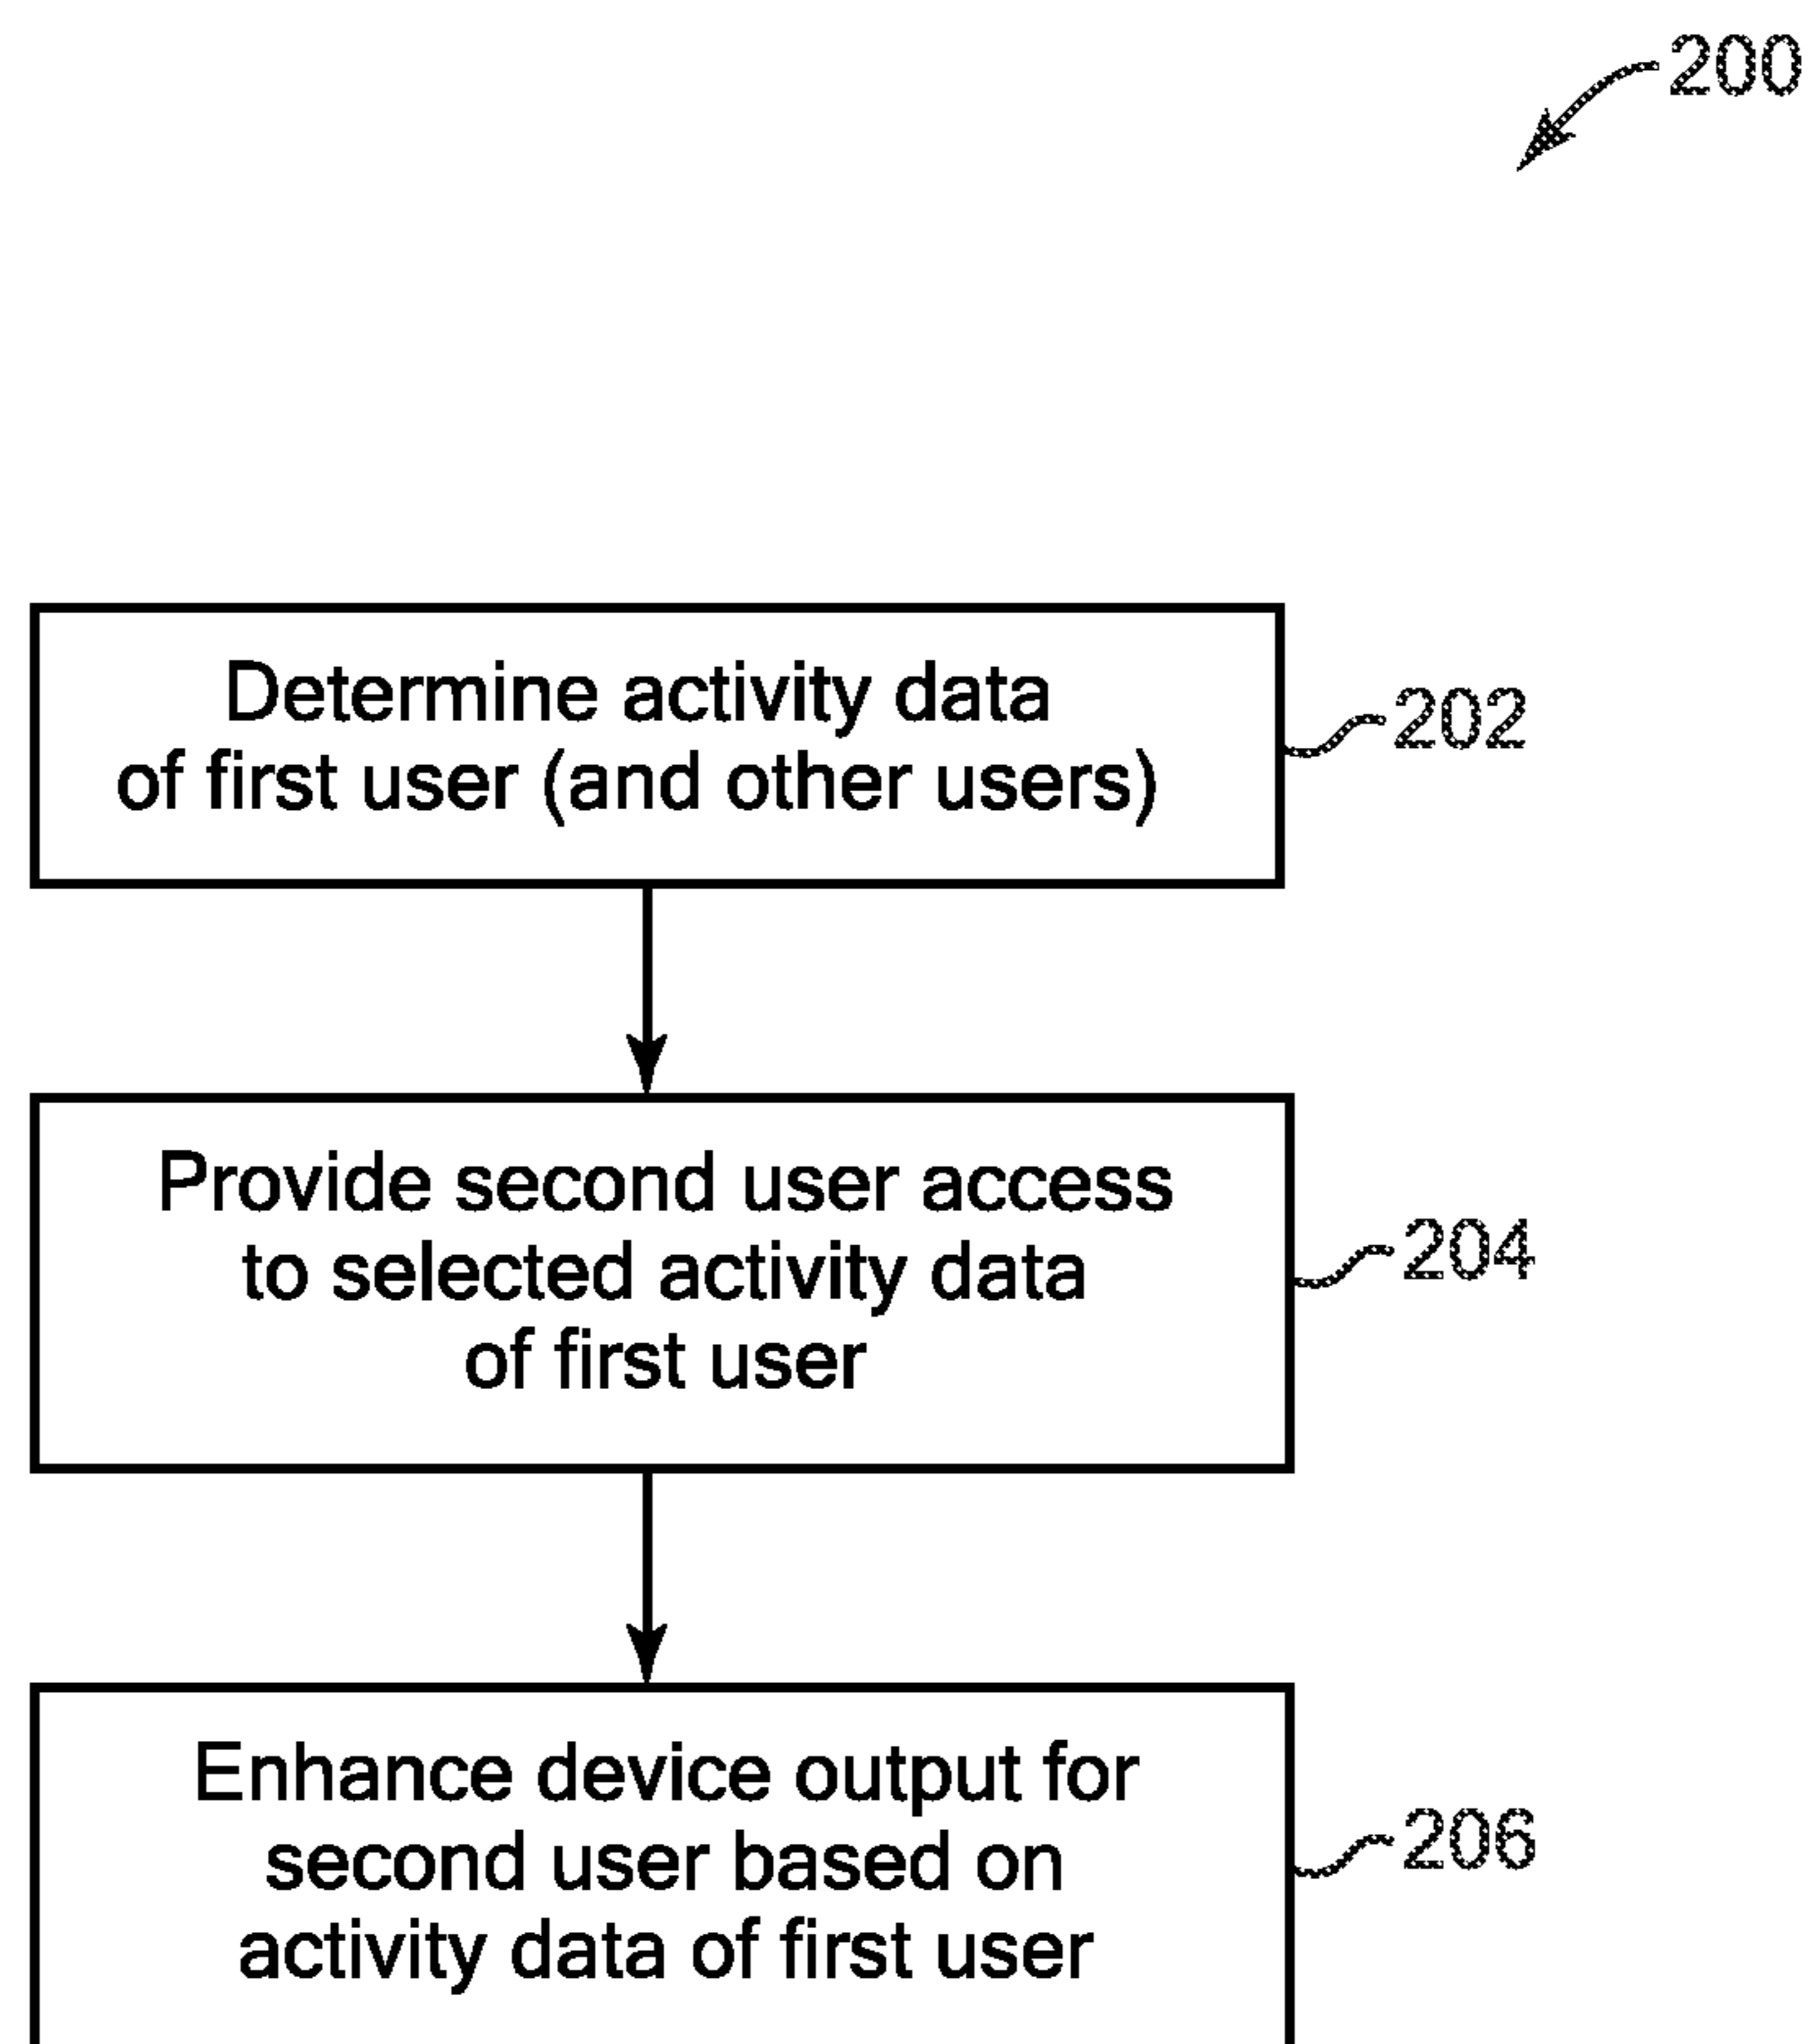 200
Determine activity data
of first user (and other users)
202
Provide second user access
to selected activity data
of first user
204
Enhance device output for
second user based on
activity data of first user
206